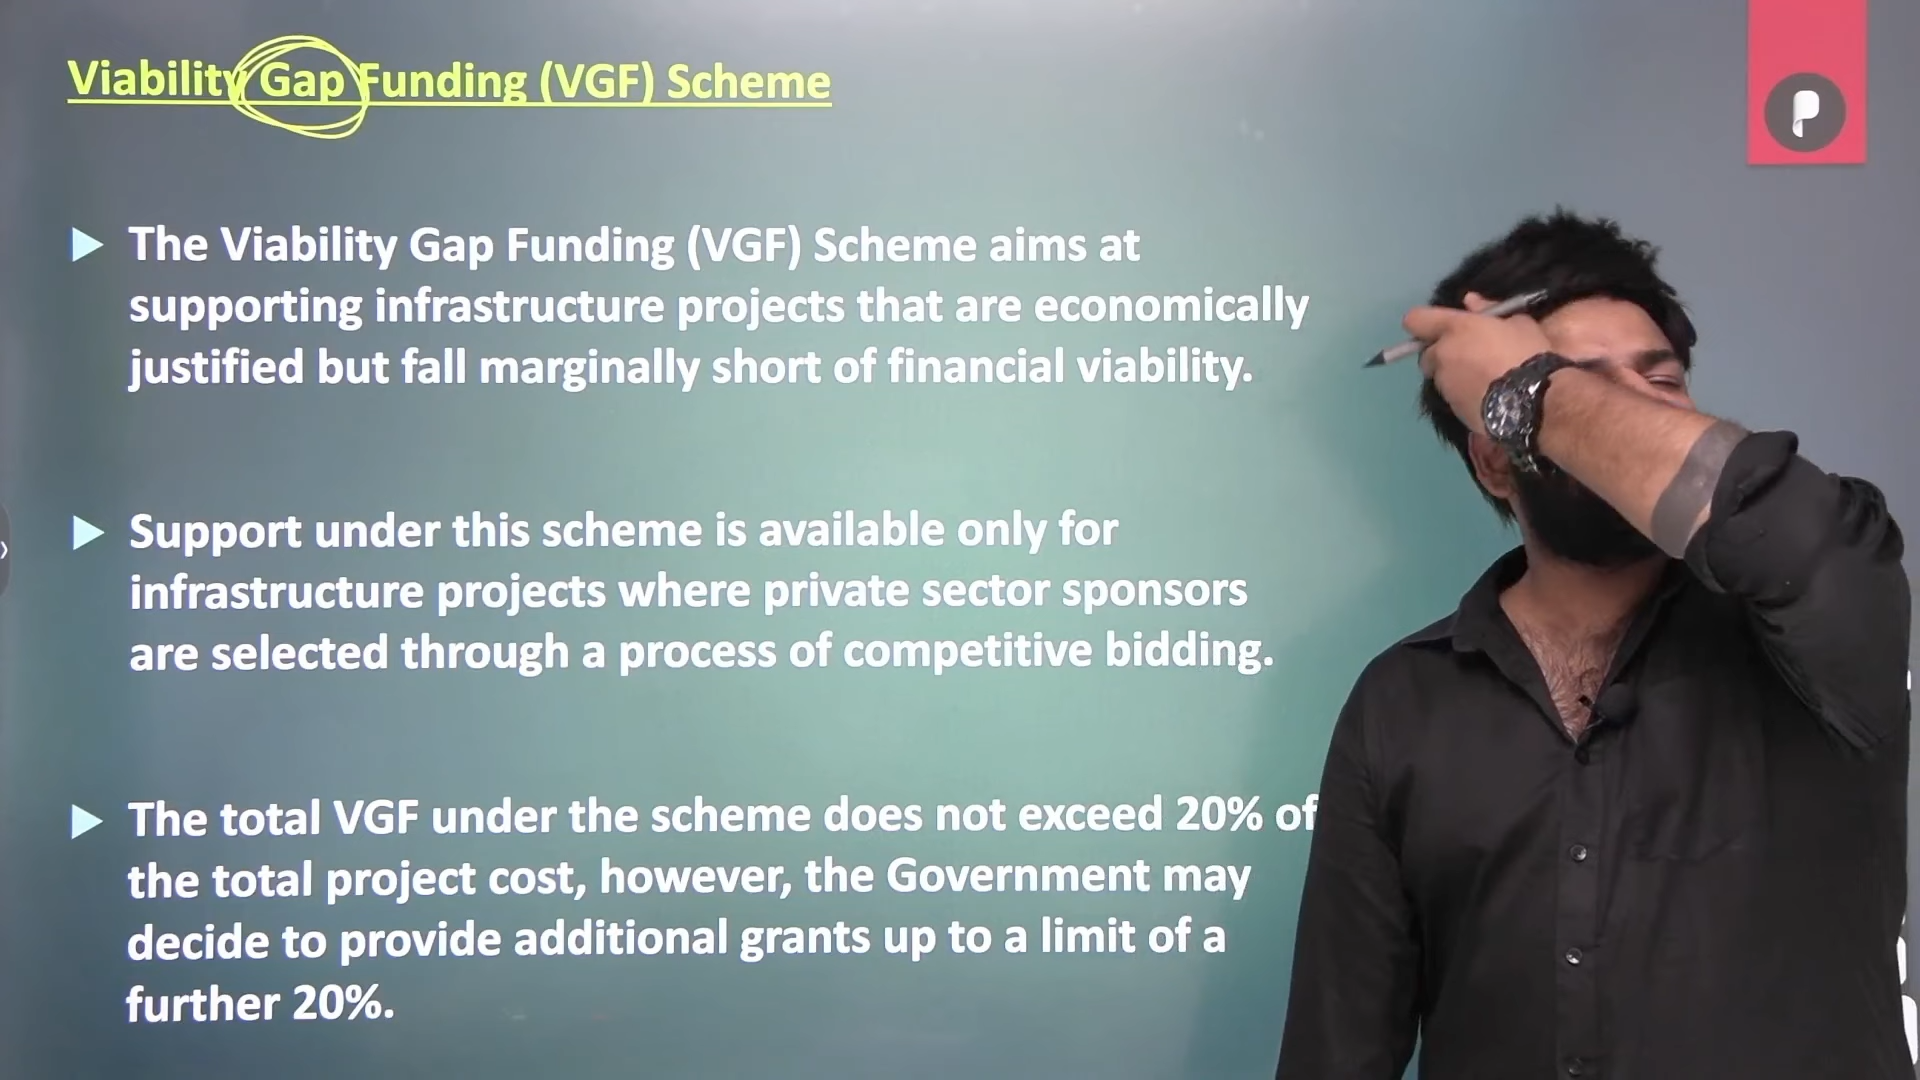 Viability Gap Funding (VGF) Scheme
The Viability Gap Funding (VGF) Scheme aims at
supporting infrastructure projects that are economically
justified but fall marginally short of financial viability.
Support under this scheme is available only for
infrastructure projects where private sector sponsors
are selected through a process of competitive bidding.
The total VGF under the scheme does not exceed 20% of
the total project cost, however, the Government may
decide to provide additional grants up to a limit of a
further 20%.
P